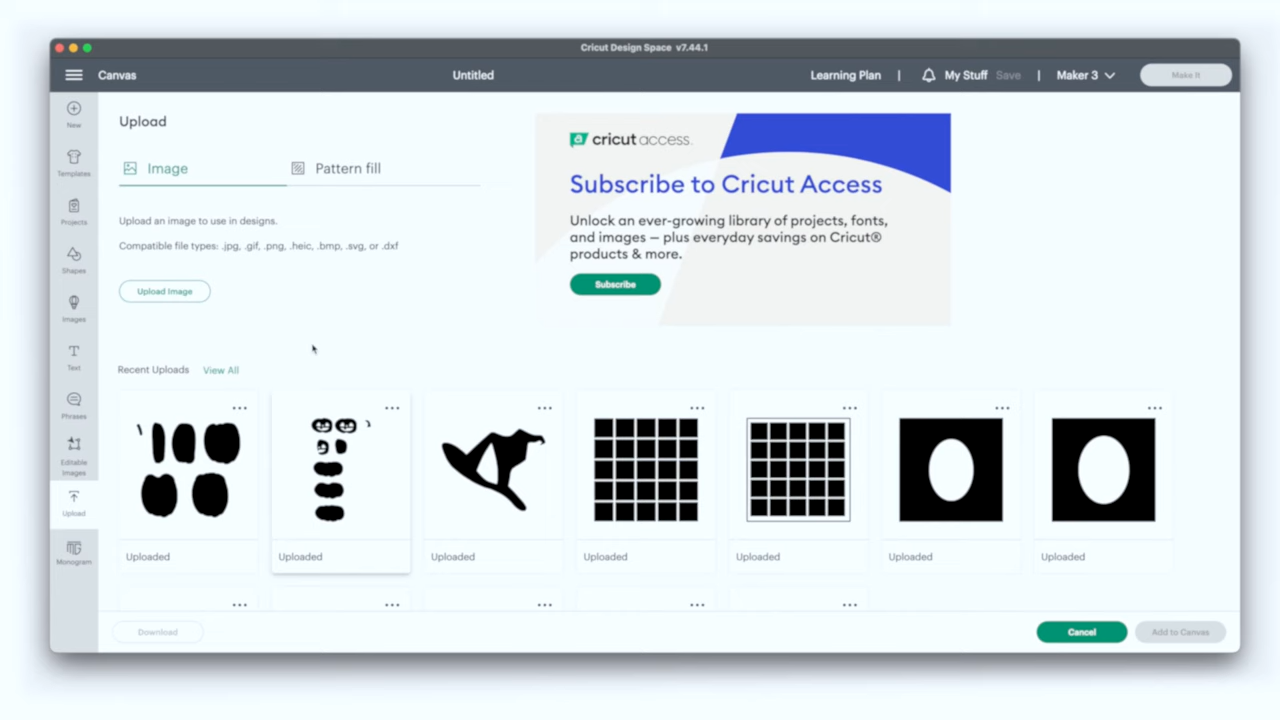 Cricut Design Space v7.44.1
Canvas
Untitled
Learning Plan | My Stuff Save | Maker 3
Make It
New
Templates
Projects
Shapes
Images
Text
Phrases
Editable
Images
Upload
Monogram
Upload
Image
Pattern fill
Upload an image to use in designs.
Compatible file types: .jpg, .gif, .png, .heic, .bmp, .svg, or .dxf
Upload Image
cricut access.
Subscribe to Cricut Access
Unlock an ever-growing library of projects, fonts,
and images — plus everyday savings on Cricut®
products & more.
Subscribe
Recent Uploads View All
Uploaded
Uploaded
Uploaded
Uploaded
Uploaded
Uploaded
Uploaded
Download
Cancel
Add to Canvas